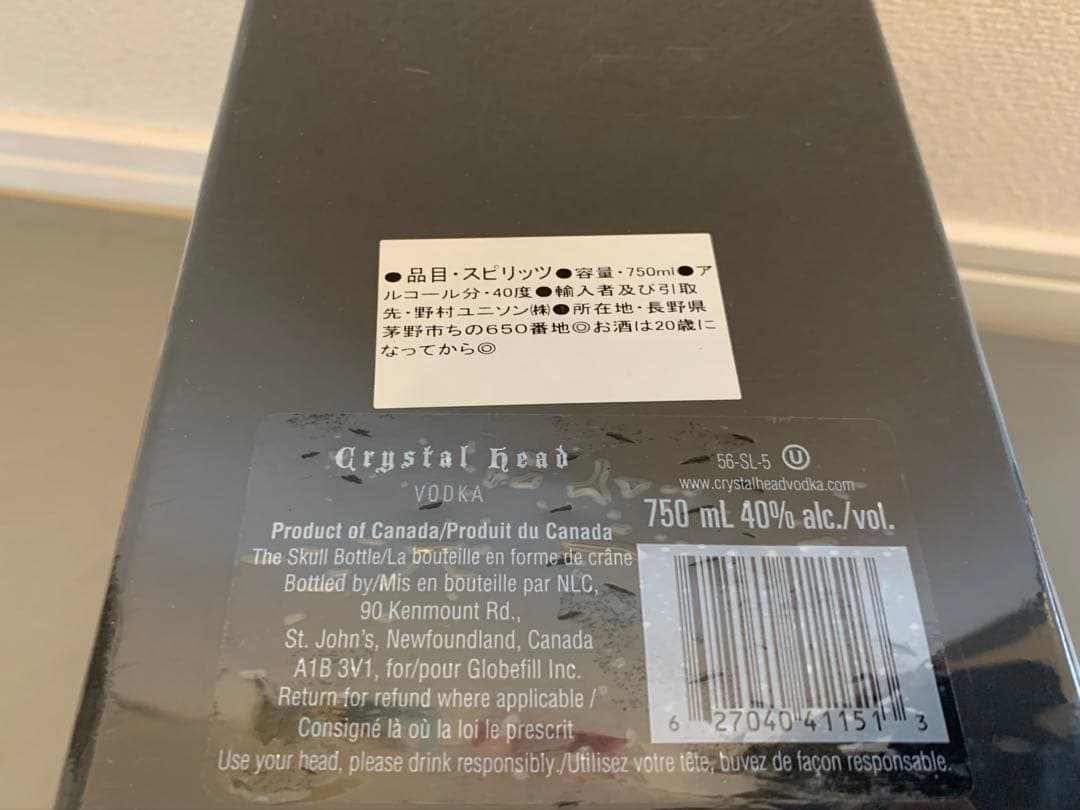 ●品目・スピリッツ●容量・750ml●ア
ルコール分・40度●輸入者及び引取
先・野村ユニソン㈱●所在地・長野県
茅野市ちの650番地◎お酒は20歳に
なってから◎
Crystal Head
VODKA
Product of Canada/Produit du Canada
The Skull Bottle/La bouteille en forme de crâne
Bottled by/Mis en bouteille par NLC,
90 Kenmount Rd.,
St. John's, Newfoundland, Canada
A1B 3V1, for/pour Globefill Inc.
Return for refund where applicable /
Consigné là où la loi le prescrit
56-SL-5 U
www.crystalheadvodka.com
750 mL 40% alc./vol.
6 27040 41151 3
Use your head, please drink responsibly./Utilisez votre tête, buvez de façon responsable.